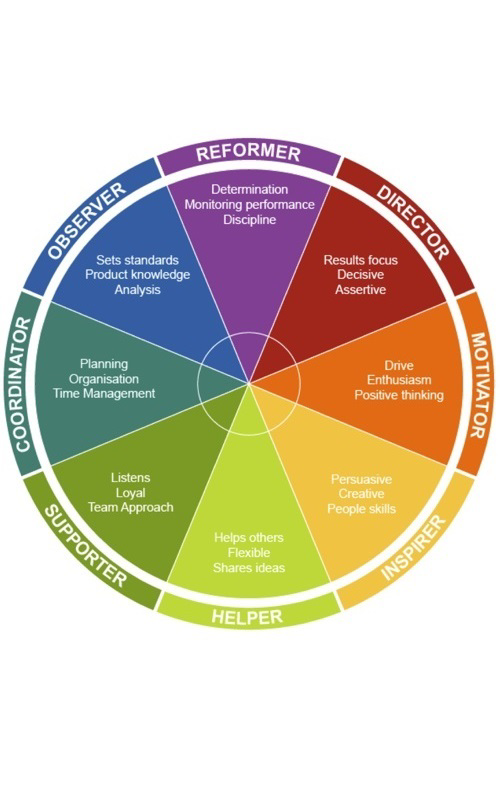 REFORMER
Determination
Monitoring performance
Discipline
DIRECTOR
Results focus
Decisive
Assertive
MOTIVATOR
Drive
Enthusiasm
Positive thinking
INSPIRER
Persuasive
Creative
People skills
HELPER
Helps others
Flexible
Shares ideas
SUPPORTER
Listens
Loyal
Team Approach
COORDINATOR
Planning
Organisation
Time Management
OBSERVER
Sets standards
Product knowledge
Analysis